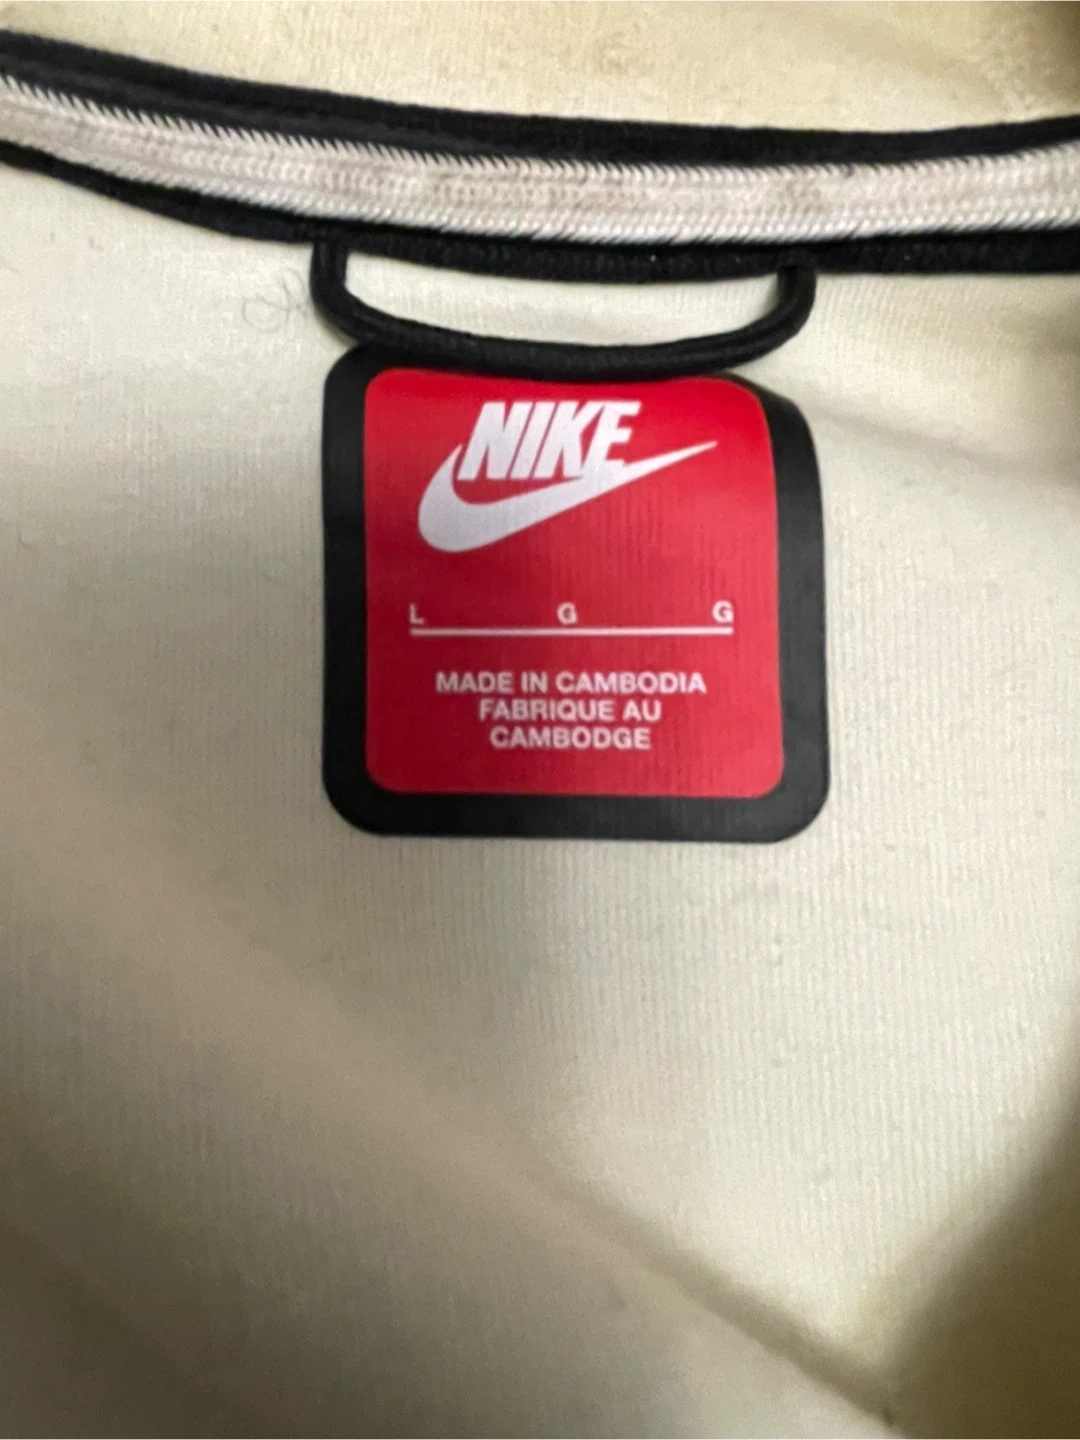 NIKE
L G G
MADE IN CAMBODIA
FABRIQUE AU
CAMBODGE